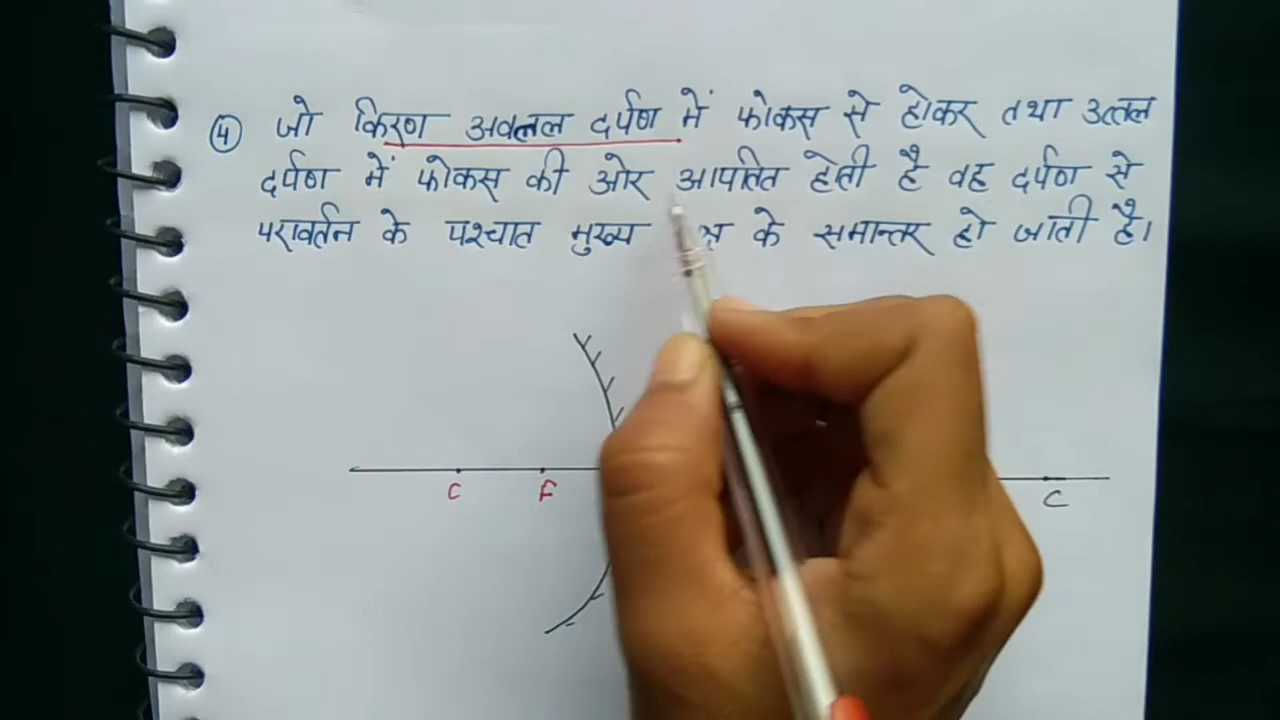 ④ जो किरण अवतल दर्पण में फोकस से होकर तथा उत्तल
दर्पण में फोकस की ओर आपतित होती है वह दर्पण से
परावर्तन के पश्चात मुख्य के समान्तर हो जाती है।
C F C